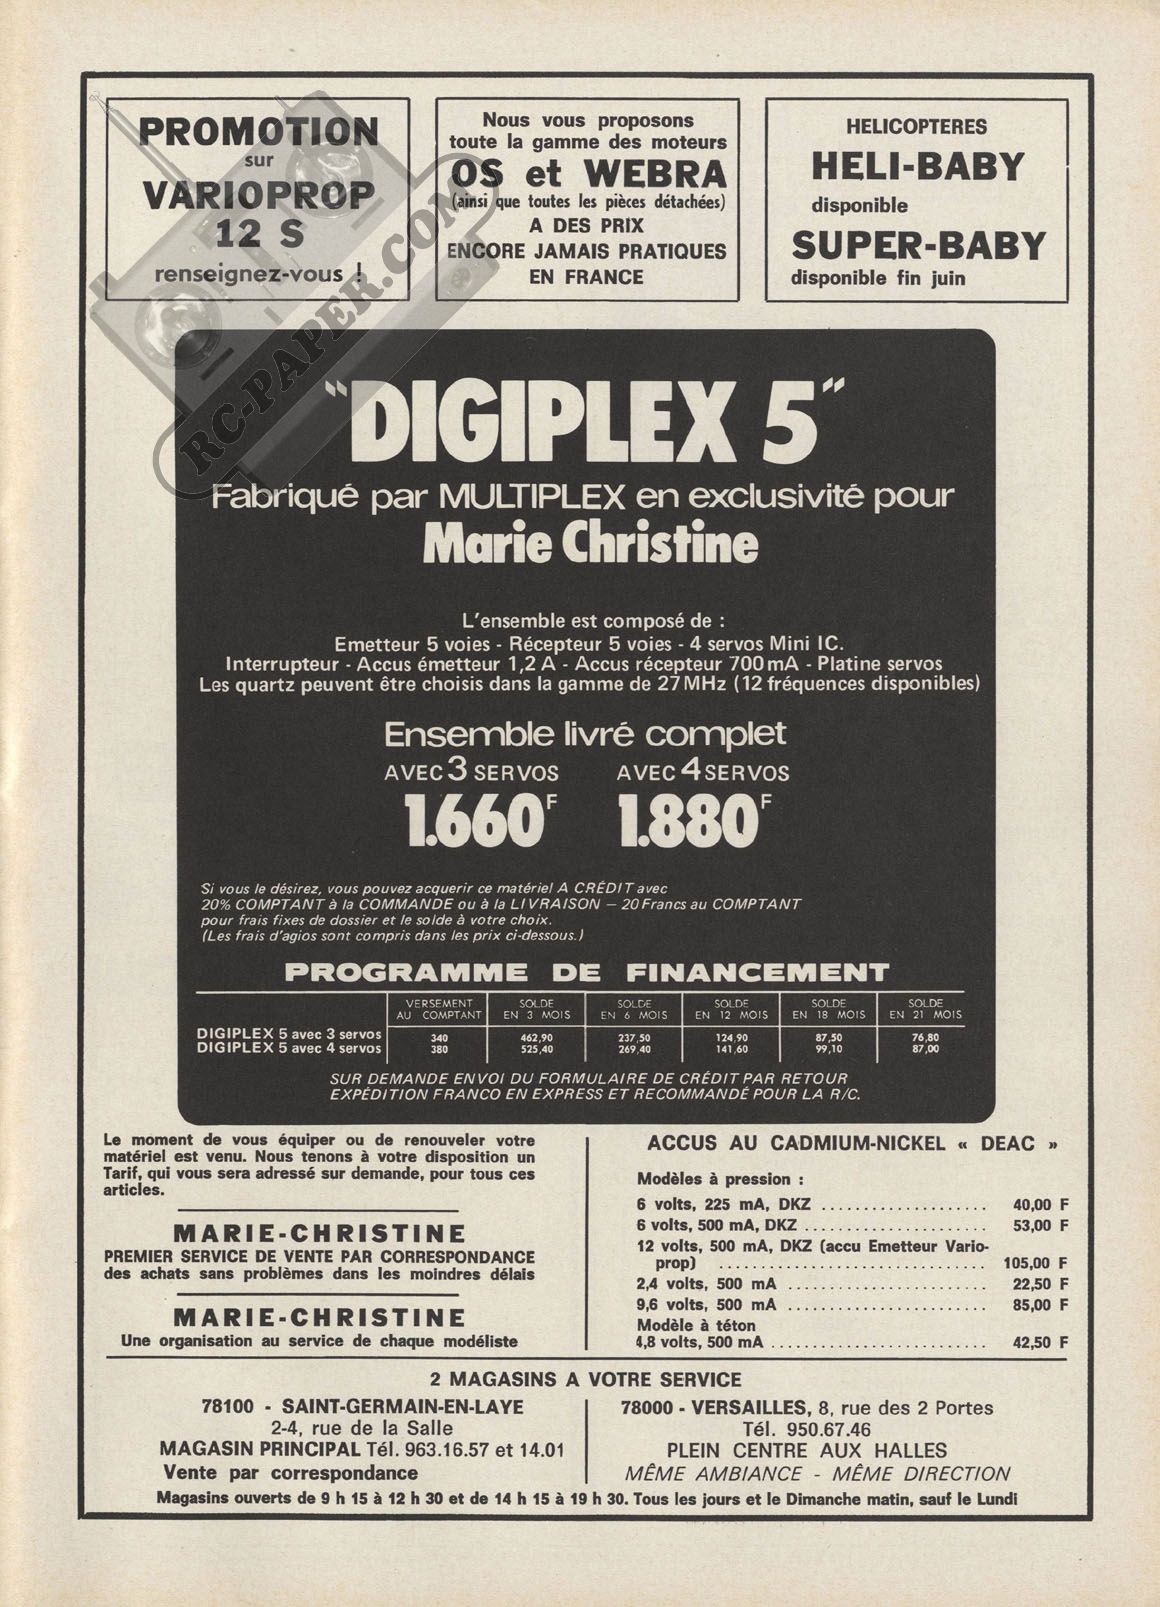 PROMOTION
sur
VARIOPROP
12 S
renseignez-vous !
Nous vous proposons
toute la gamme des moteurs
OS et WEBRA
(ainsi que toutes les pièces détachées)
A DES PRIX
ENCORE JAMAIS PRATIQUES
EN FRANCE
HELICOPTERES
HELI-BABY
disponible
SUPER-BABY
disponible fin juin
RC-PAPER.COM
"DIGIPLEX 5"
Fabriqué par MULTIPLEX en exclusivité pour
Marie Christine
L'ensemble est composé de :
Emetteur 5 voies - Récepteur 5 voies - 4 servos Mini IC.
Interrupteur - Accus émetteur 1,2 A - Accus récepteur 700 mA - Platine servos
Les quartz peuvent être choisis dans la gamme de 27 MHz (12 fréquences disponibles)
Ensemble livré complet
AVEC 3 SERVOS AVEC 4 SERVOS
1.660F 1.880F
Si vous le désirez, vous pouvez acquerir ce matériel A CRÉDIT avec
20% COMPTANT à la COMMANDE ou à la LIVRAISON – 20 Francs au COMPTANT
pour frais fixes de dossier et le solde à votre choix.
(Les frais d'agios sont compris dans les prix ci-dessous.)
PROGRAMME DE FINANCEMENT
VERSEMENT SOLDE SOLDE SOLDE SOLDE SOLDE
AU COMPTANT EN 3 MOIS EN 6 MOIS EN 12 MOIS EN 18 MOIS EN 21 MOIS
DIGIPLEX 5 avec 3 servos 340 462,90 237,50 124,90 87,50 76,80
DIGIPLEX 5 avec 4 servos 380 525,40 269,40 141,60 99,10 87,00
SUR DEMANDE ENVOI DU FORMULAIRE DE CRÉDIT PAR RETOUR
EXPÉDITION FRANCO EN EXPRESS ET RECOMMANDÉ POUR LA R/C.
Le moment de vous équiper ou de renouveler votre
matériel est venu. Nous tenons à votre disposition un
Tarif, qui vous sera adressé sur demande, pour tous ces
articles.
MARIE-CHRISTINE
PREMIER SERVICE DE VENTE PAR CORRESPONDANCE
des achats sans problèmes dans les moindres délais
MARIE-CHRISTINE
Une organisation au service de chaque modéliste
ACCUS AU CADMIUM-NICKEL « DEAC »
Modèles à pression :
6 volts, 225 mA, DKZ .................... 40,00 F
6 volts, 500 mA, DKZ .................... 53,00 F
12 volts, 500 mA, DKZ (accu Emetteur Vario-
prop) .............................. 105,00 F
2,4 volts, 500 mA ...................... 22,50 F
9,6 volts, 500 mA ...................... 85,00 F
Modèle à téton
4,8 volts, 500 mA ...................... 42,50 F
2 MAGASINS A VOTRE SERVICE
78100 - SAINT-GERMAIN-EN-LAYE
2-4, rue de la Salle
MAGASIN PRINCIPAL Tél. 963.16.57 et 14.01
Vente par correspondance
78000 - VERSAILLES, 8, rue des 2 Portes
Tél. 950.67.46
PLEIN CENTRE AUX HALLES
MÊME AMBIANCE - MÊME DIRECTION
Magasins ouverts de 9 h 15 à 12 h 30 et de 14 h 15 à 19 h 30. Tous les jours et le Dimanche matin, sauf le Lundi